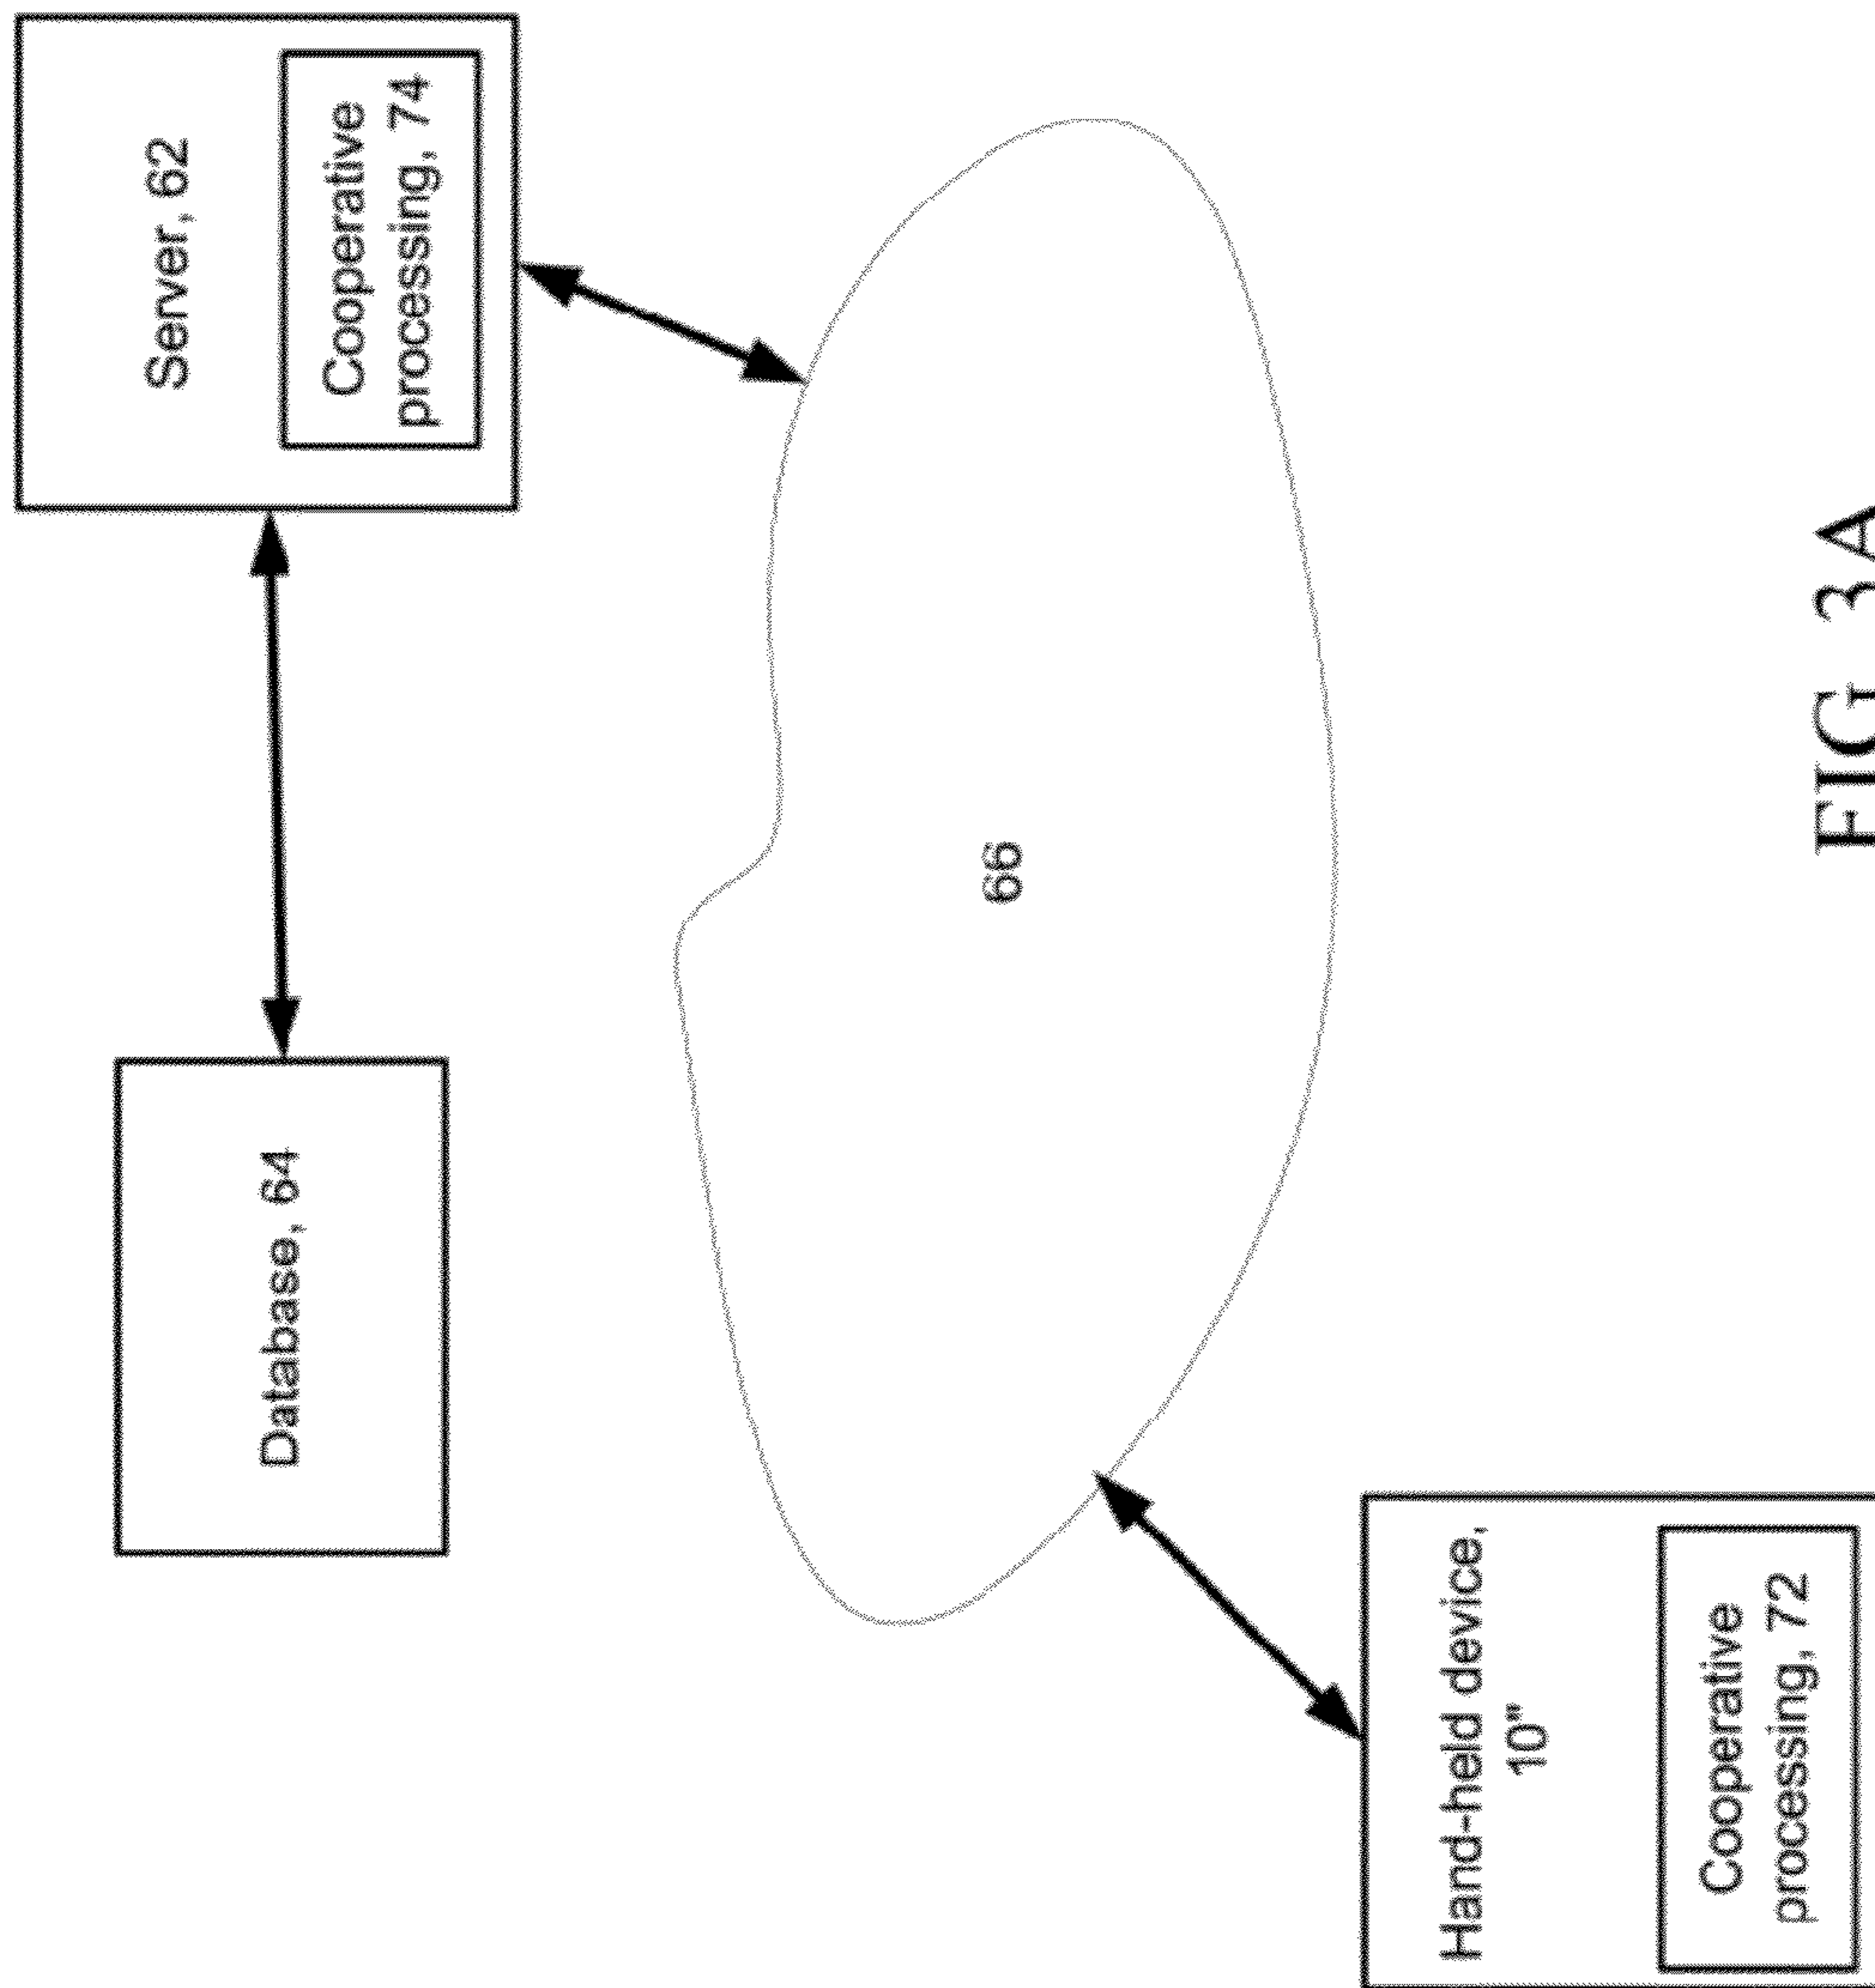 Server, 62
Cooperative
processing, 74
Database, 64
66
Hand-held device,
10"
Cooperative
processing, 72
FIG 3A